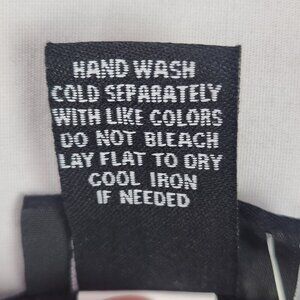 HAND WASH
COLD SEPARATELY
WITH LIKE COLORS
DO NOT BLEACH
LAY FLAT TO DRY
COOL IRON
IF NEEDED